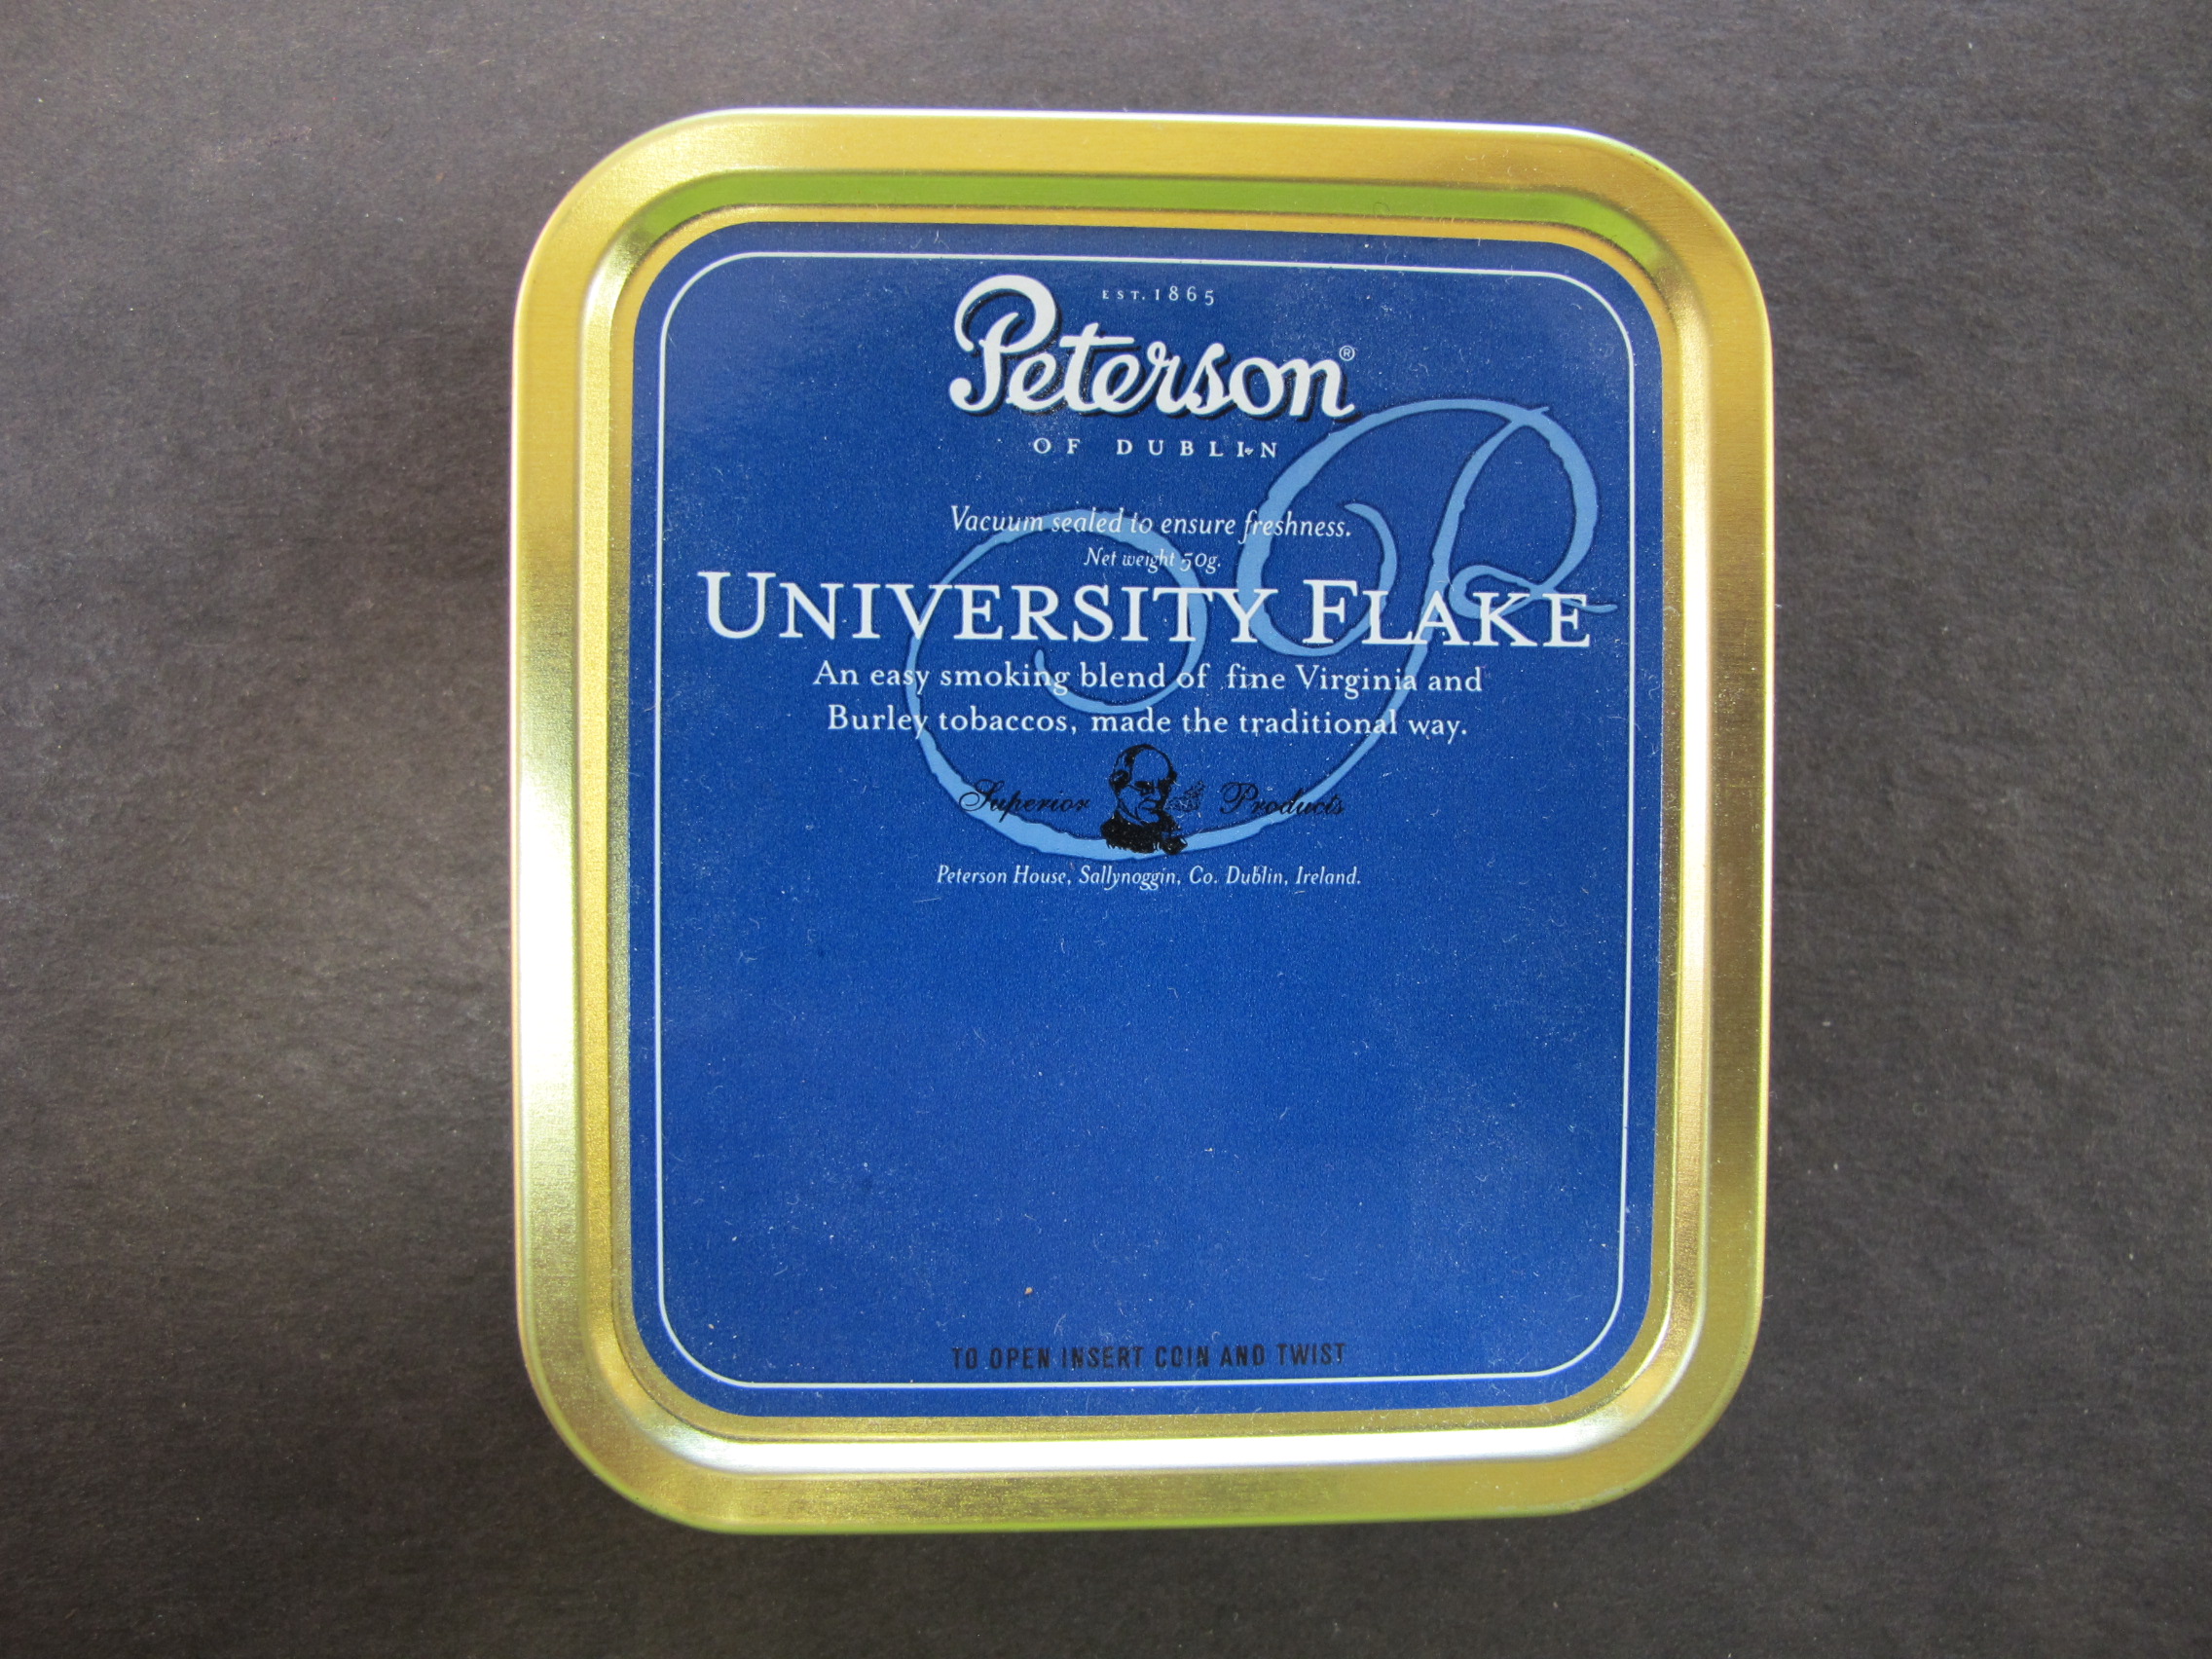 EST. 1865
Peterson®
OF DUBLIN
Vacuum sealed to ensure freshness.
Net weight 50g.
UNIVERSITY FLAKE
An easy smoking blend of fine Virginia and
Burley tobaccos, made the traditional way.
Superior Products
Peterson House, Sallynoggin, Co. Dublin, Ireland.
TO OPEN INSERT COIN AND TWIST